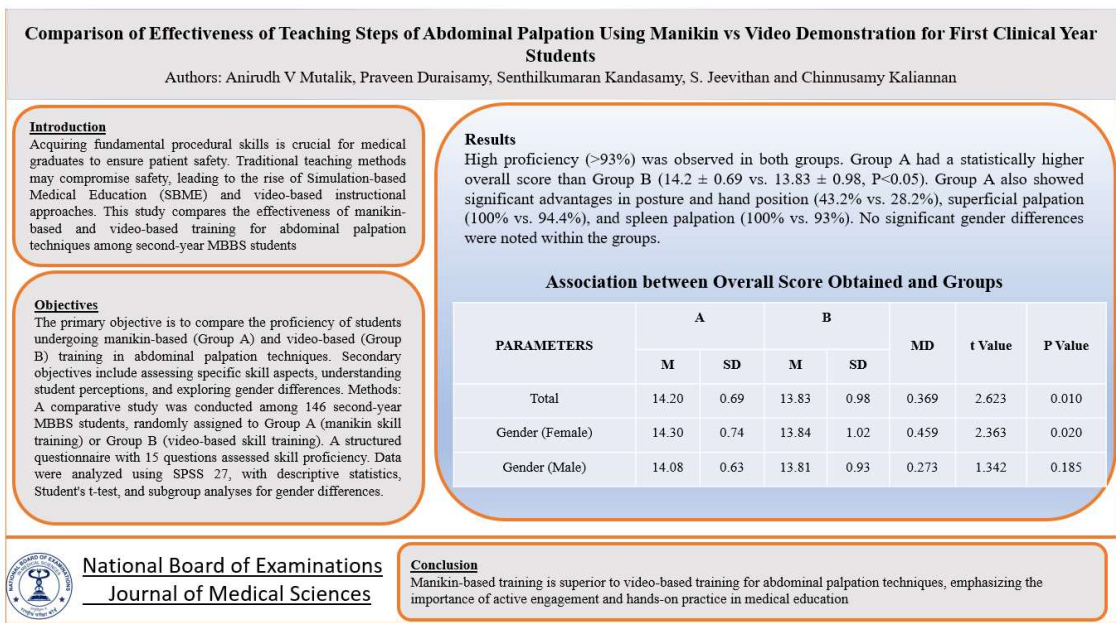 Comparison of Effectiveness of Teaching Steps of Abdominal Palpation Using Manikin vs Video Demonstration for First Clinical Year
Students
Authors: Anirudh V Mutalik, Praveen Duraisamy, Senthilkumaran Kandasamy, S. Jeevithan and Chinnusamy Kaliannan
Introduction
Acquiring fundamental procedural skills is crucial for medical
graduates to ensure patient safety. Traditional teaching methods
may compromise safety, leading to the rise of Simulation-based
Medical Education (SBME) and video-based instructional
approaches. This study compares the effectiveness of manikin-
based and video-based training for abdominal palpation
techniques among second-year MBBS students
Objectives
The primary objective is to compare the proficiency of students
undergoing manikin-based (Group A) and video-based (Group
B) training in abdominal palpation techniques. Secondary
objectives include assessing specific skill aspects, understanding
student perceptions, and exploring gender differences. Methods:
A comparative study was conducted among 146 second-year
MBBS students, randomly assigned to Group A (manikin skill
training) or Group B (video-based skill training). A structured
questionnaire with 15 questions assessed skill proficiency. Data
were analyzed using SPSS 27, with descriptive statistics,
Student's t-test, and subgroup analyses for gender differences.
Results
High proficiency (>93%) was observed in both groups. Group A had a statistically higher
overall score than Group B (14.2 ± 0.69 vs. 13.83 ± 0.98, P<0.05). Group A also showed
significant advantages in posture and hand position (43.2% vs. 28.2%), superficial palpation
(100% vs. 94.4%), and spleen palpation (100% vs. 93%). No significant gender differences
were noted within the groups.
Association between Overall Score Obtained and Groups
PARAMETERS A B MD t Value P Value
M SD M SD
Total 14.20 0.69 13.83 0.98 0.369 2.623 0.010
Gender (Female) 14.30 0.74 13.84 1.02 0.459 2.363 0.020
Gender (Male) 14.08 0.63 13.81 0.93 0.273 1.342 0.185
National Board of Examinations
Journal of Medical Sciences
Conclusion
Manikin-based training is superior to video-based training for abdominal palpation techniques, emphasizing the
importance of active engagement and hands-on practice in medical education